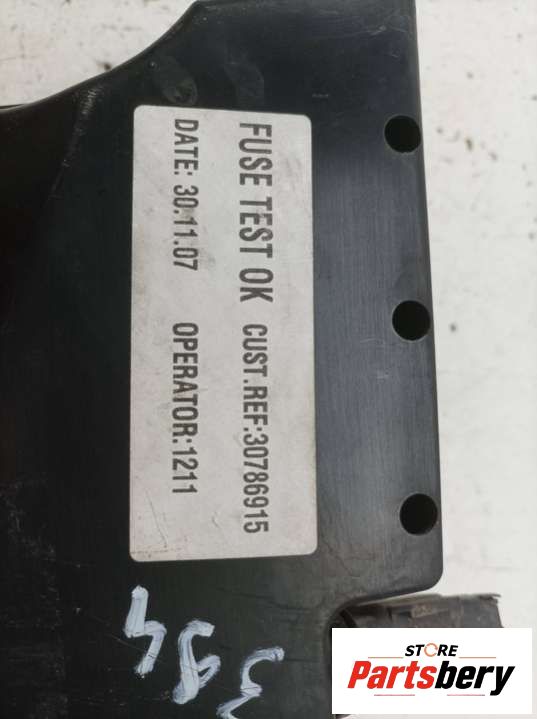 FUSE TEST OK CUST.REF:30786915
DATE: 30.11.07 OPERATOR:1211
394
STORE
Partsbery